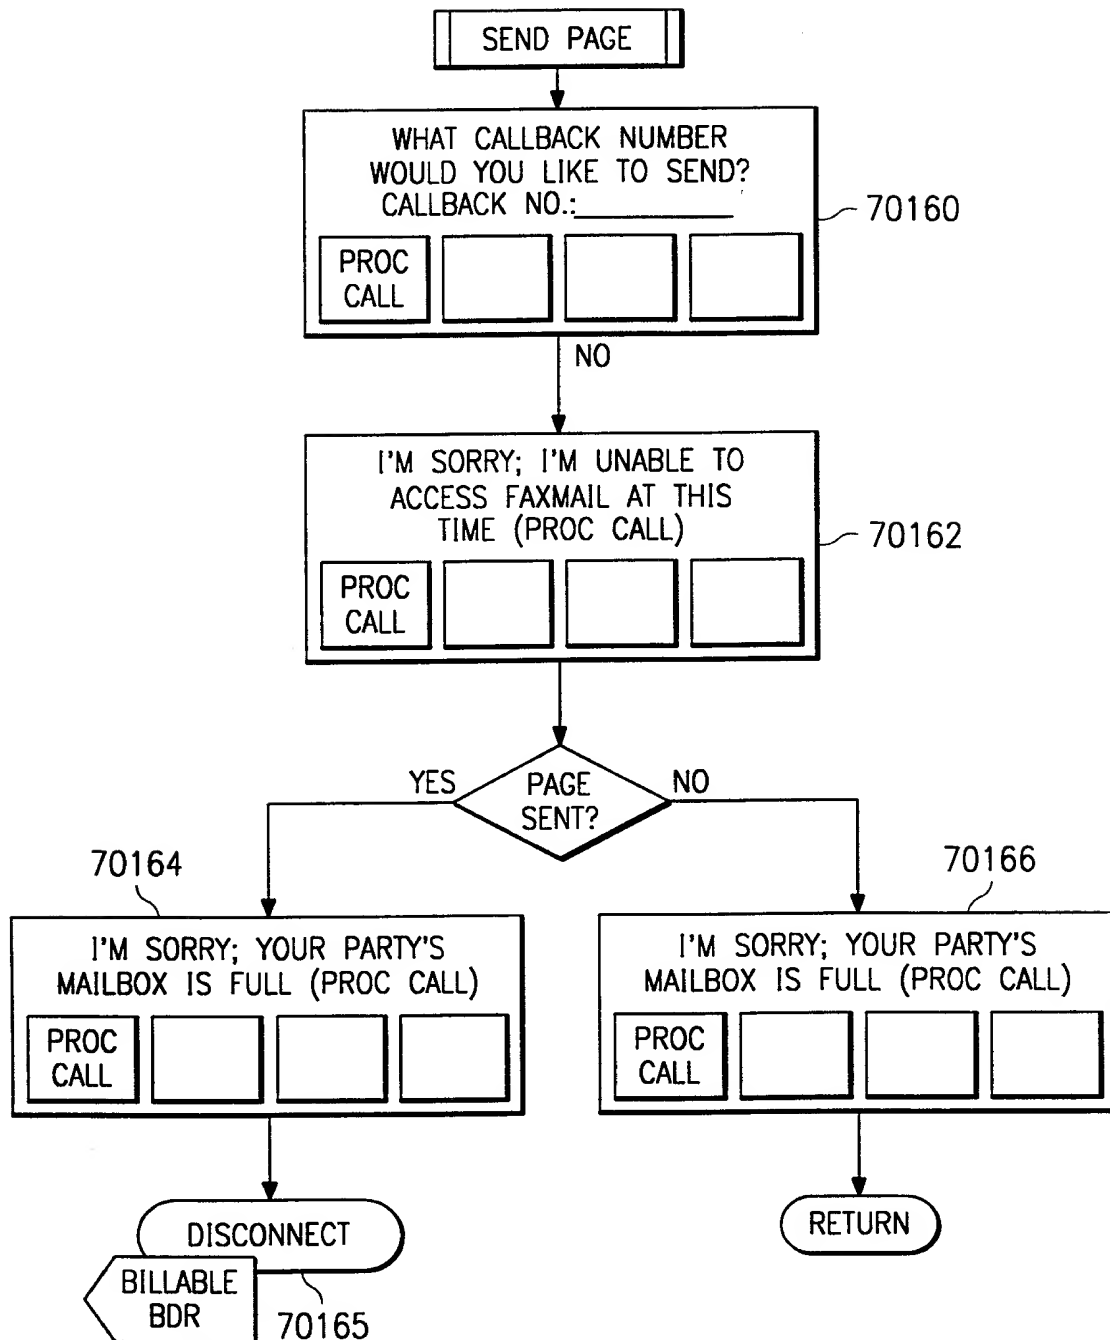 SEND PAGE
WHAT CALLBACK NUMBER
WOULD YOU LIKE TO SEND?
CALLBACK NO.:__________
70160
PROC
CALL
NO
I'M SORRY; I'M UNABLE TO
ACCESS FAXMAIL AT THIS
TIME (PROC CALL)
70162
PROC
CALL
YES
PAGE
SENT?
NO
70164
70166
I'M SORRY; YOUR PARTY'S
MAILBOX IS FULL (PROC CALL)
PROC
CALL
I'M SORRY; YOUR PARTY'S
MAILBOX IS FULL (PROC CALL)
PROC
CALL
DISCONNECT
RETURN
BILLABLE
BDR
70165